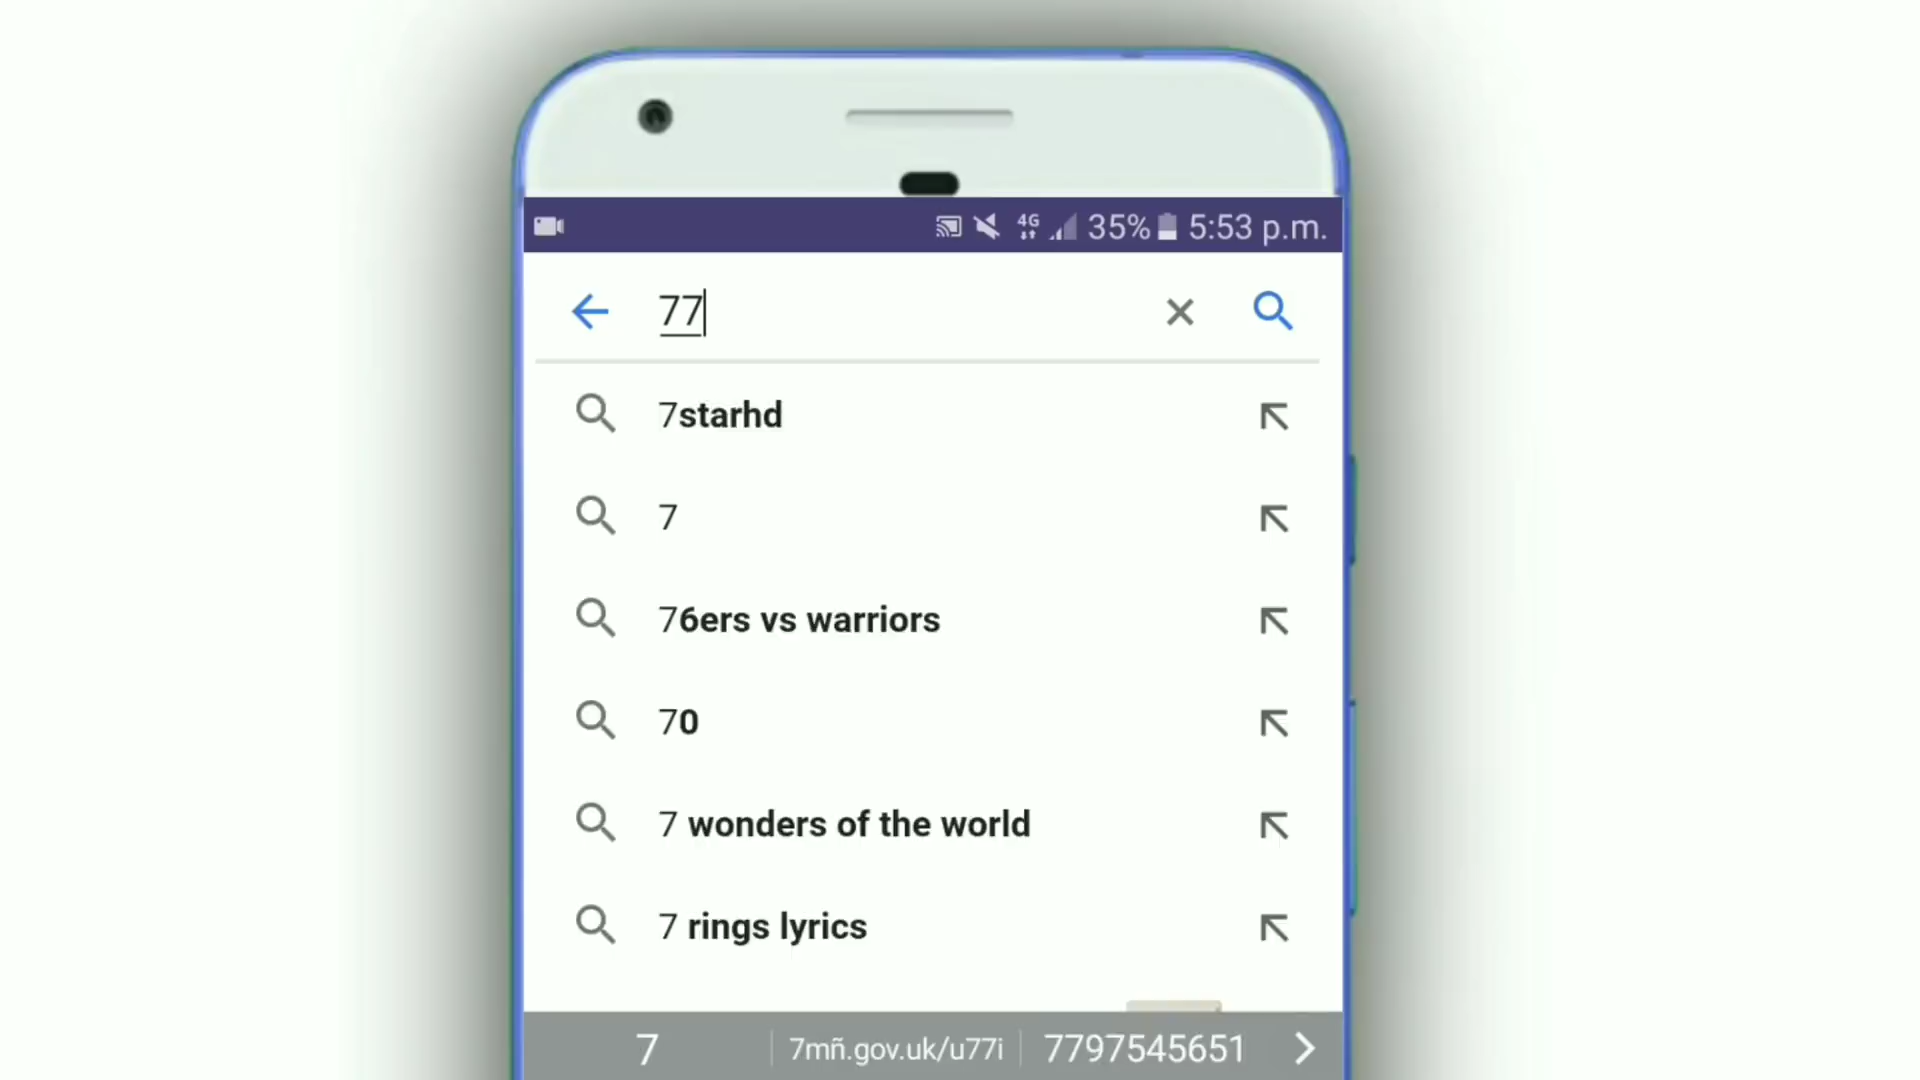 4G 35% 5:53 p.m.
77
7starhd
7
76ers vs warriors
70
7 wonders of the world
7 rings lyrics
7 7mñ.gov.uk/u77i 7797545651